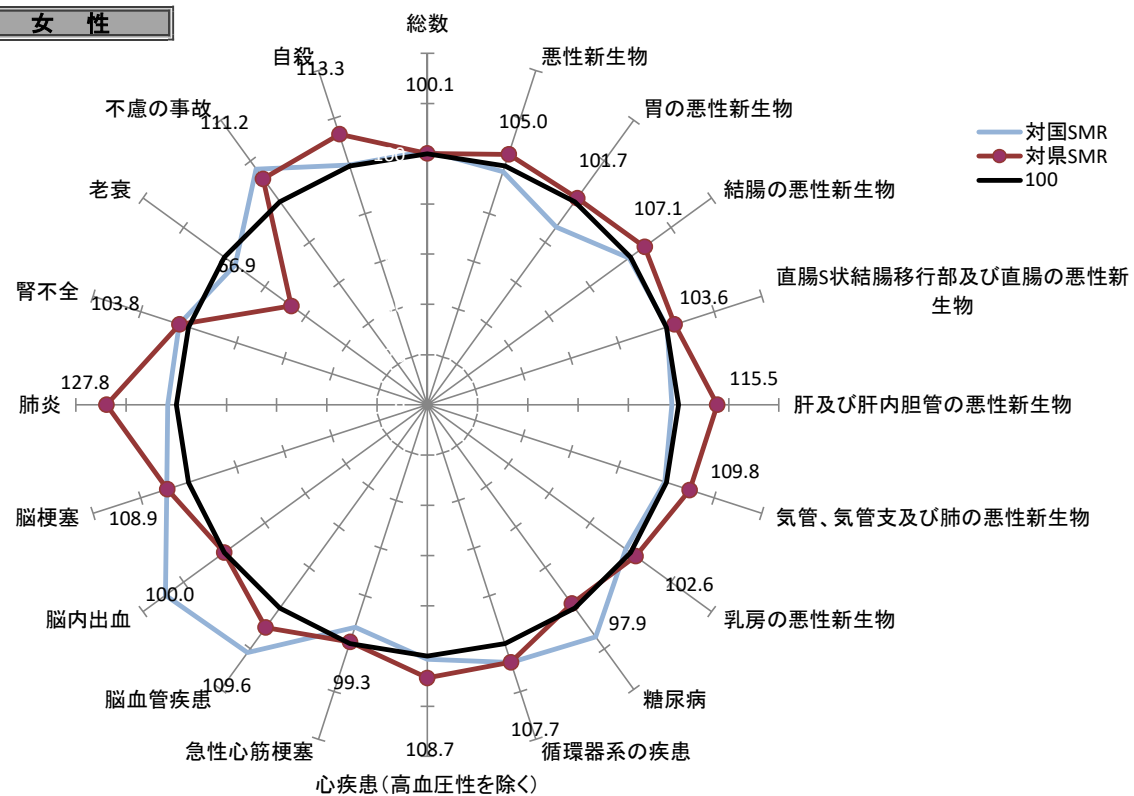 女 性
総数
100.1
悪性新生物
105.0
胃の悪性新生物
101.7
結腸の悪性新生物
107.1
直腸S状結腸移行部及び直腸の悪性新
生物
103.6
肝及び肝内胆管の悪性新生物
115.5
気管、気管支及び肺の悪性新生物
109.8
乳房の悪性新生物
102.6
糖尿病
97.9
循環器系の疾患
107.7
心疾患(高血圧性を除く)
108.7
急性心筋梗塞
99.3
脳血管疾患
109.6
脳内出血
100.0
脳梗塞
108.9
肺炎
127.8
腎不全
103.8
老衰
66.9
不慮の事故
111.2
自殺
113.3
100
対国SMR
対県SMR
100